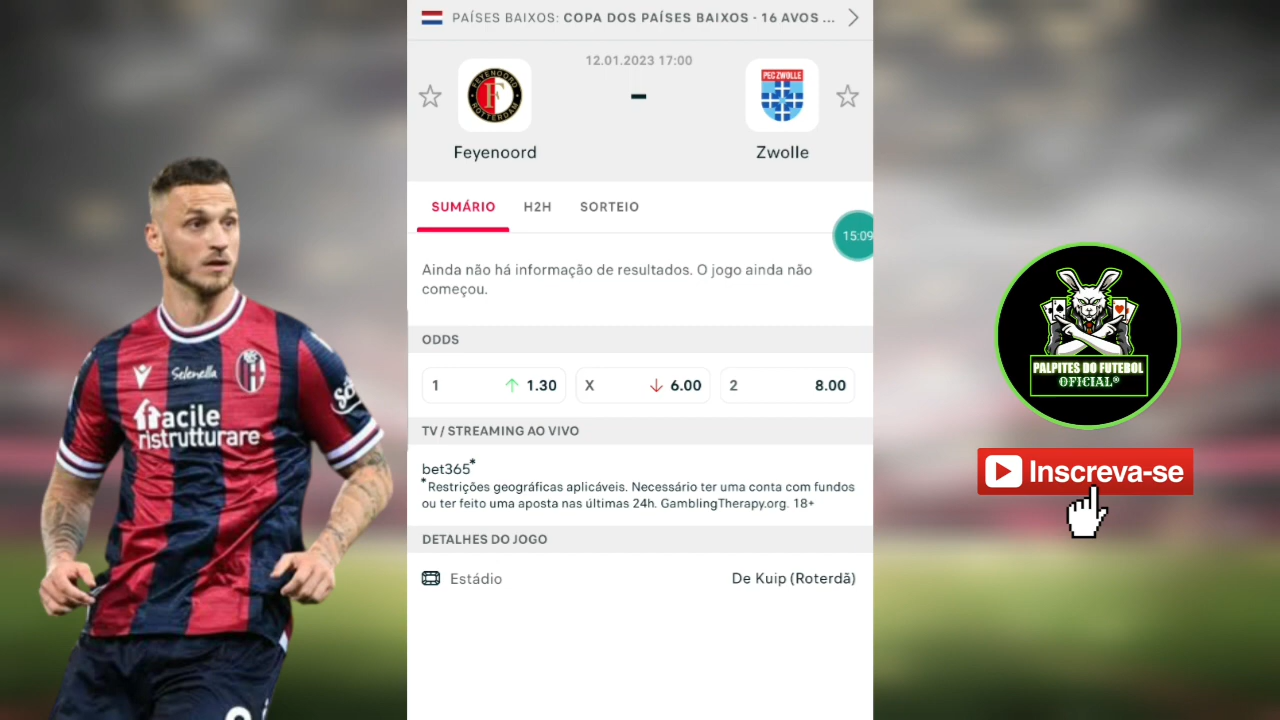 PAÍSES BAIXOS: COPA DOS PAÍSES BAIXOS - 16 AVOS ...
12.01.2023 17:00
FEYENOORD
F
ROTTERDAM
PEC ZWOLLE
-
Feyenoord
Zwolle
SUMÁRIO
H2H
SORTEIO
15:09
Ainda não há informação de resultados. O jogo ainda não
começou.
ODDS
1 1.30
X 6.00
2 8.00
TV / STREAMING AO VIVO
bet365*
*Restrições geográficas aplicáveis. Necessário ter uma conta com fundos
ou ter feito uma aposta nas últimas 24h. GamblingTherapy.org. 18+
DETALHES DO JOGO
Estádio
De Kuip (Roterdã)
Selenella
facile
ristrutturare
PALPITES DO FUTEBOL
OFICIAL®
Inscreva-se